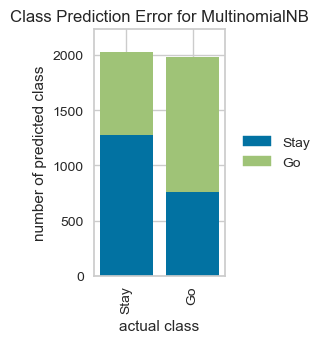 Class Prediction Error for MultinomialNB
number of predicted class
2000
1500
1000
500
0
Stay
Go
actual class
Stay
Go